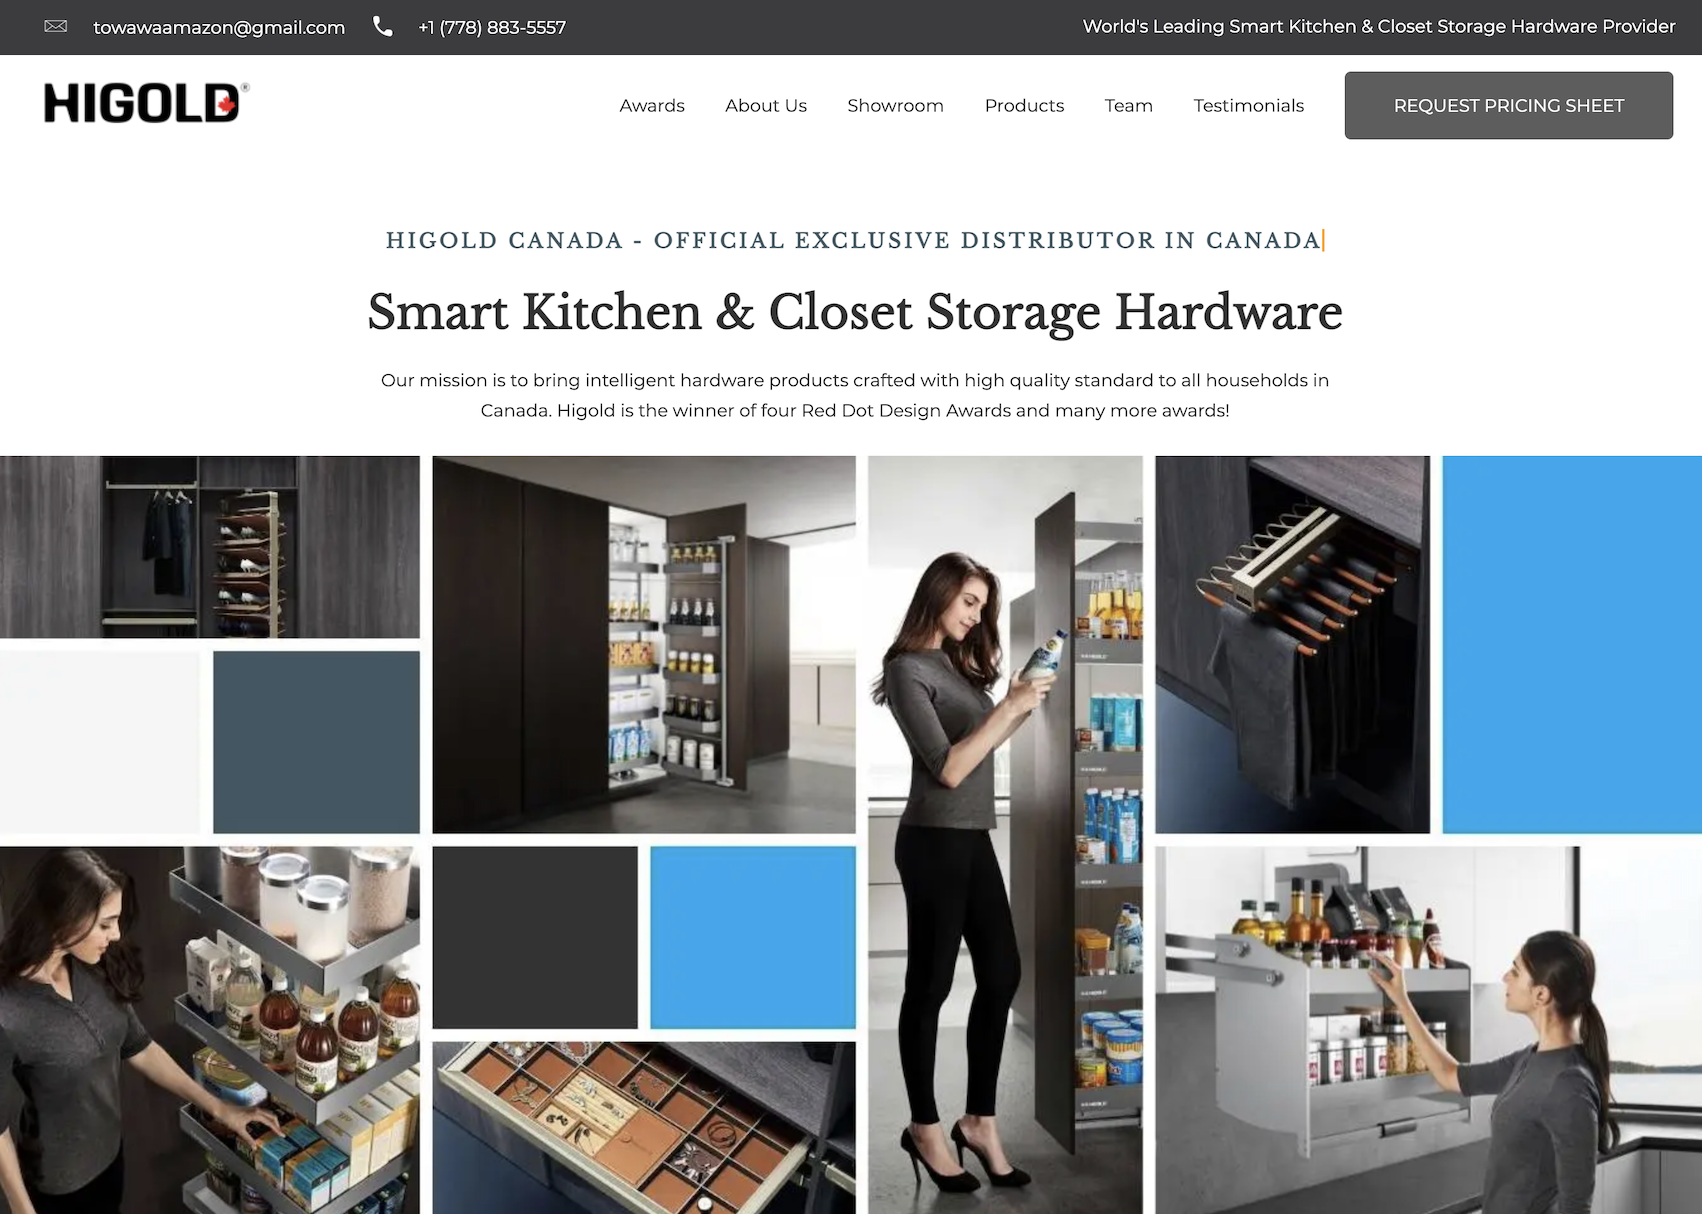 towawaamazon@gmail.com
+1 (778) 883-5557
World's Leading Smart Kitchen & Closet Storage Hardware Provider
HIGOLD®
Awards
About Us
Showroom
Products
Team
Testimonials
REQUEST PRICING SHEET
HIGOLD CANADA - OFFICIAL EXCLUSIVE DISTRIBUTOR IN CANADA
Smart Kitchen & Closet Storage Hardware
Our mission is to bring intelligent hardware products crafted with high quality standard to all households in
Canada. Higold is the winner of four Red Dot Design Awards and many more awards!